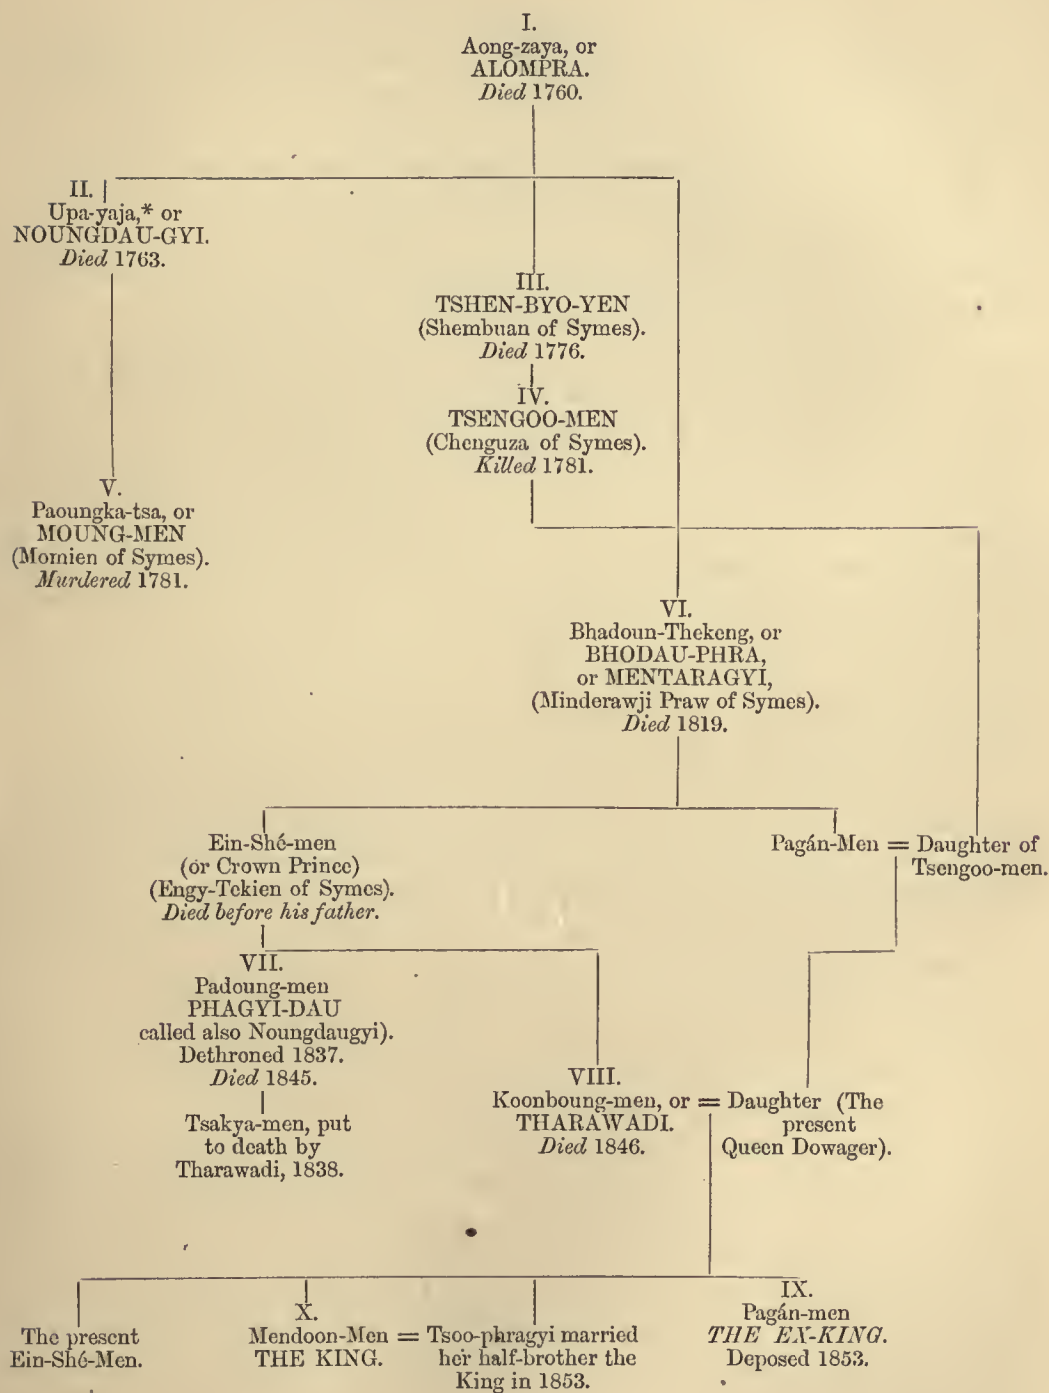 I.
Aong-zaya, or
ALOMPRA.
Died 1760.
II.
Upa-yaja,* or
NOUNGDAU-GYI.
Died 1763.
III.
TSHEN-BYO-YEN
(Shembuan of Symes).
Died 1776.
IV.
TSENGOO-MEN
(Chenguza of Symes).
Killed 1781.
V.
Paoungka-tsa, or
MOUNG-MEN
(Momien of Symes).
Murdered 1781.
VI.
Bhadoun-Thekeng, or
BHODAU-PHRA,
or MENTARAGYI,
(Minderawji Praw of Symes).
Died 1819.
Ein-Shé-men
(or Crown Prince)
(Engy-Tekien of Symes).
Died before his father.
Pagán-Men = Daughter of
Tsengoo-men.
VII.
Padoung-men
PHAGYI-DAU
called also Noungdaugyi).
Dethroned 1837.
Died 1845.
Tsakya-men, put
to death by
Tharawadi, 1838.
VIII.
Koonboung-men, or = Daughter (The
THARAWADI. present
Died 1846. Queen Dowager).
The present
Ein-Shé-Men.
X.
Mendoon-Men = Tsoo-phragyi married
THE KING. her half-brother the
King in 1853.
IX.
Pagán-men
THE EX-KING.
Deposed 1853.